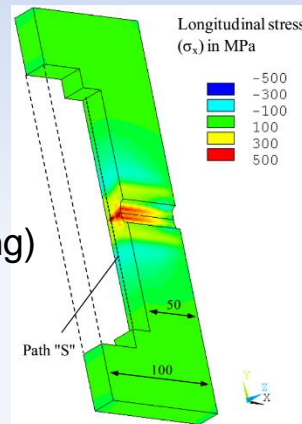 Longitudinal stress
(σₓ) in MPa
-500
-300
-100
100
300
500
g)
Path "S"
50
100
Y
Z
X